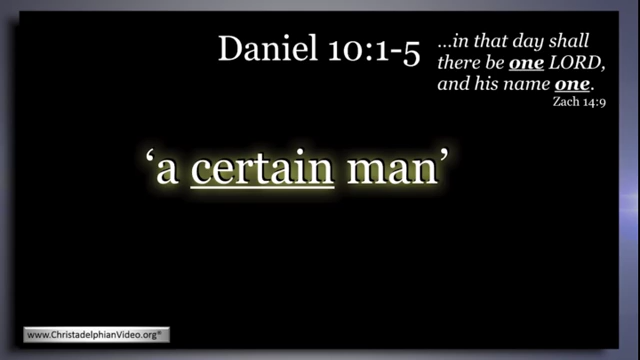 Daniel 10:1-5
...in that day shall
there be one LORD,
and his name one.
Zach 14:9
‘a certain man’
www.ChristadelphianVideo.org®